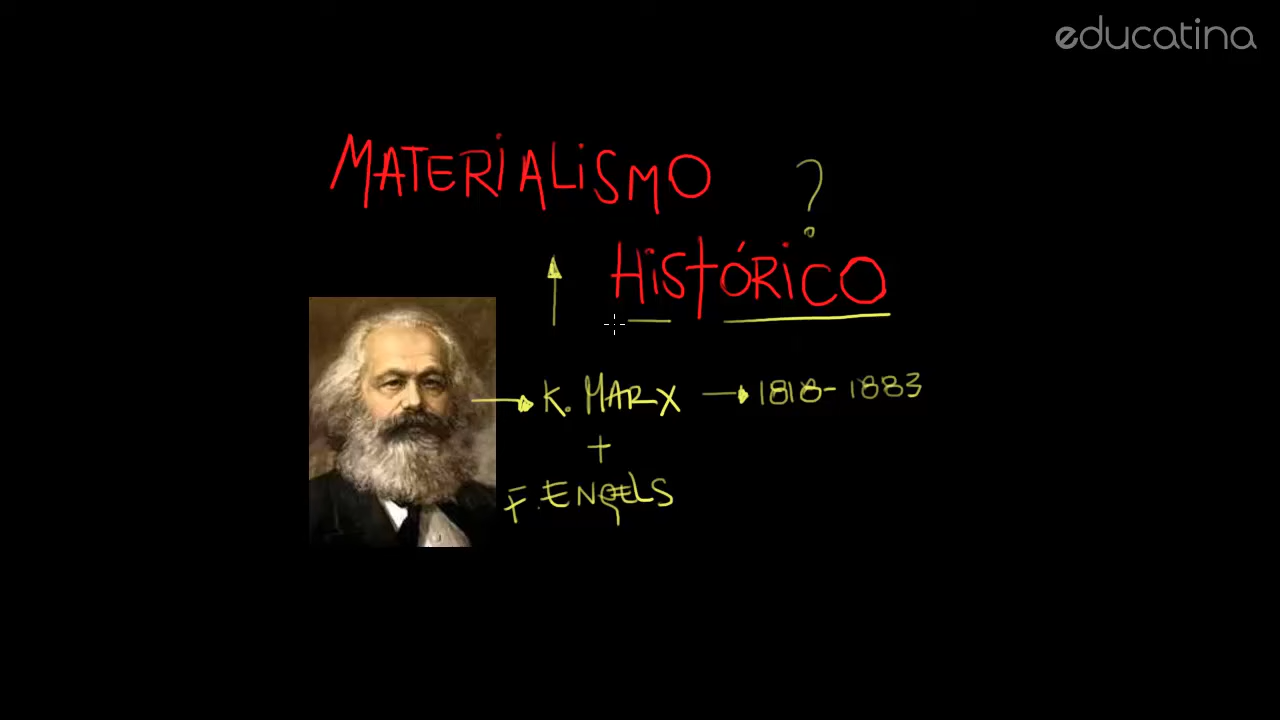 educatina
MATERIALISMO
?
HISTÓRICO
K. MARX → 1818-1883
+
F. ENGELS